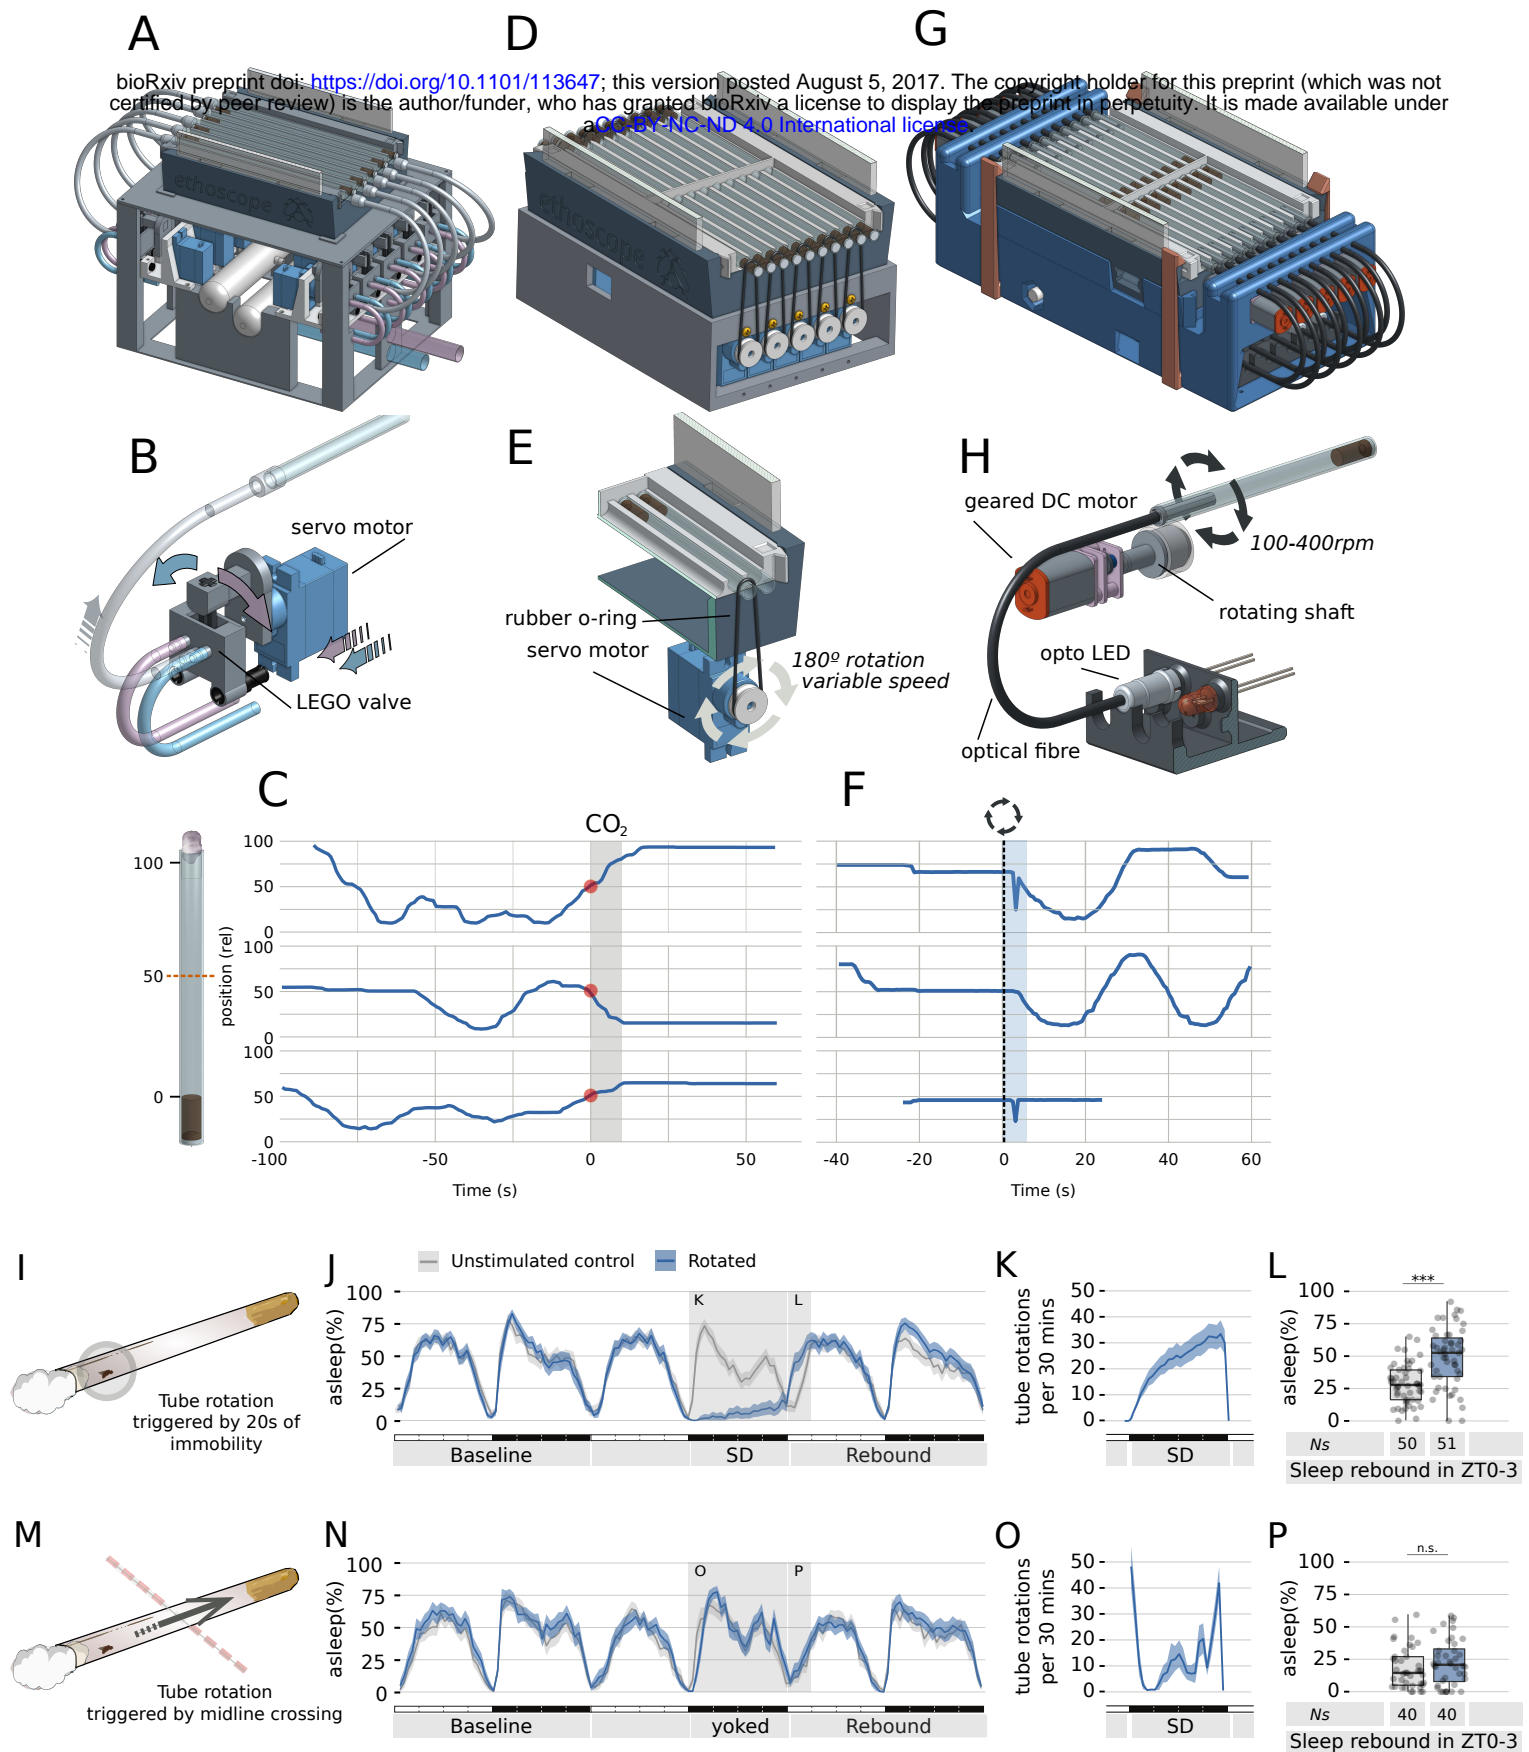 A
D
G
bioRxiv preprint doi: https://doi.org/10.1101/113647; this version posted August 5, 2017. The copyright holder for this preprint (which was not
certified by peer review) is the author/funder, who has granted bioRxiv a license to display the preprint in perpetuity. It is made available under
aCC-BY-NC-ND 4.0 International license.
ethoscope
ethoscope
B
servo motor
LEGO valve
E
rubber o-ring
servo motor
180º rotation
variable speed
H
geared DC motor
100-400rpm
rotating shaft
opto LED
optical fibre
C
CO2
F
100
50
0
position (rel)
100
50
0
100
50
0
100
50
0
-100
-50
0
50
Time (s)
-40
-20
0
20
40
60
Time (s)
I
Tube rotation
triggered by 20s of
immobility
J
Unstimulated control
Rotated
asleep(%)
100
75
50
25
0
K
L
Baseline
SD
Rebound
K
tube rotations
per 30 mins
50
40
30
20
10
0
SD
L
asleep(%)
100
75
50
25
0
***
Ns
50
51
Sleep rebound in ZT0-3
M
Tube rotation
triggered by midline crossing
N
asleep(%)
100
75
50
25
0
O
P
Baseline
yoked
Rebound
O
tube rotations
per 30 mins
50
40
30
20
10
0
SD
P
asleep(%)
100
75
50
25
0
n.s.
Ns
40
40
Sleep rebound in ZT0-3